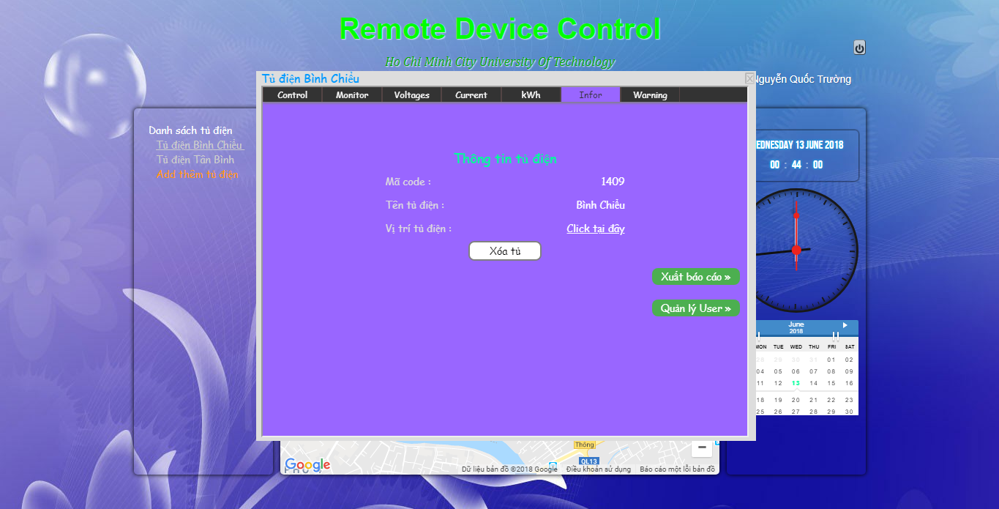 Remote Device Control
Ho Chi Minh City University Of Technology
Tủ điện Bình Chiểu
Nguyễn Quốc Trường
Control Monitor Voltages Current kWh Infor Warning
Danh sách tủ điện
Tủ điện Bình Chiểu
Tủ điện Tân Bình
Add thêm tủ điện
Thông tin tủ điện
Mã code : 1409
Tên tủ điện : Bình Chiểu
Vị trí tủ điện : Click tại đây
Xóa tủ
Xuất báo cáo »
Quản lý User »
EDNESDAY 13 JUNE 2018
00 : 44 : 00
June
2018
MON TUE WED THU FRI SAT
28 29 30 31 01 02
04 05 06 07 08 09
11 12 13 14 15 16
18 19 20 21 22 23
25 26 27 28 29 30
Thông
QL13
Google
Dữ liệu bản đồ ©2018 Google Điều khoản sử dụng Báo cáo một lỗi bản đồ